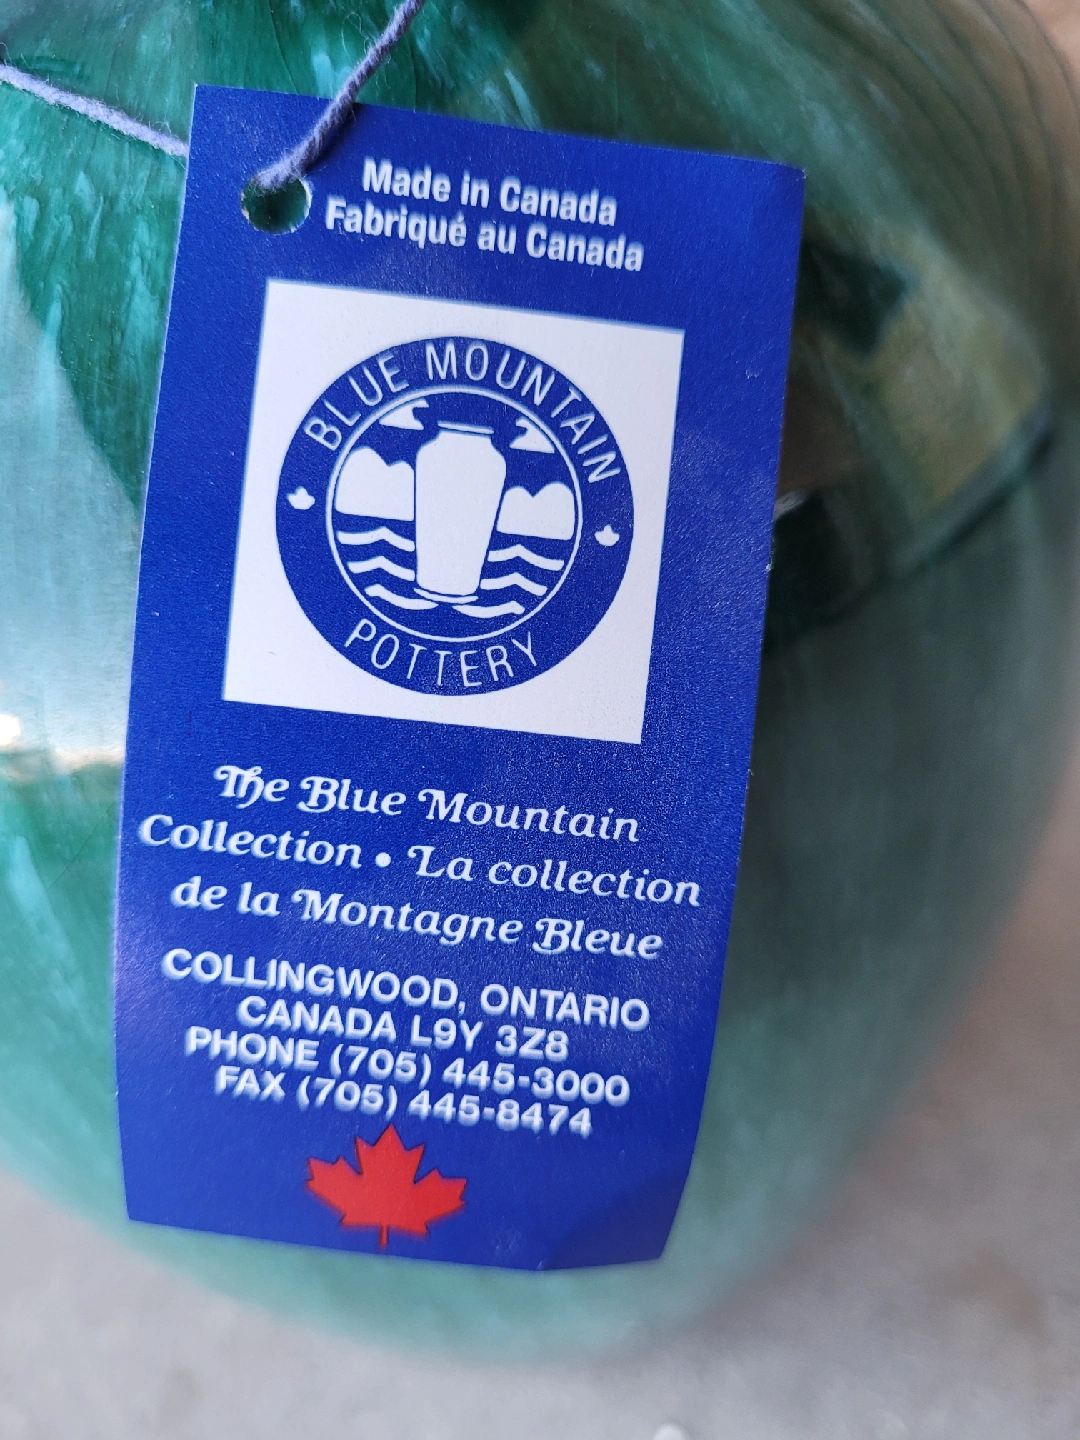 Made in Canada
Fabriqué au Canada
BLUE MOUNTAIN
POTTERY
The Blue Mountain
Collection • La collection
de la Montagne Bleue
COLLINGWOOD, ONTARIO
CANADA L9Y 3Z8
PHONE (705) 445-3000
FAX (705) 445-8474